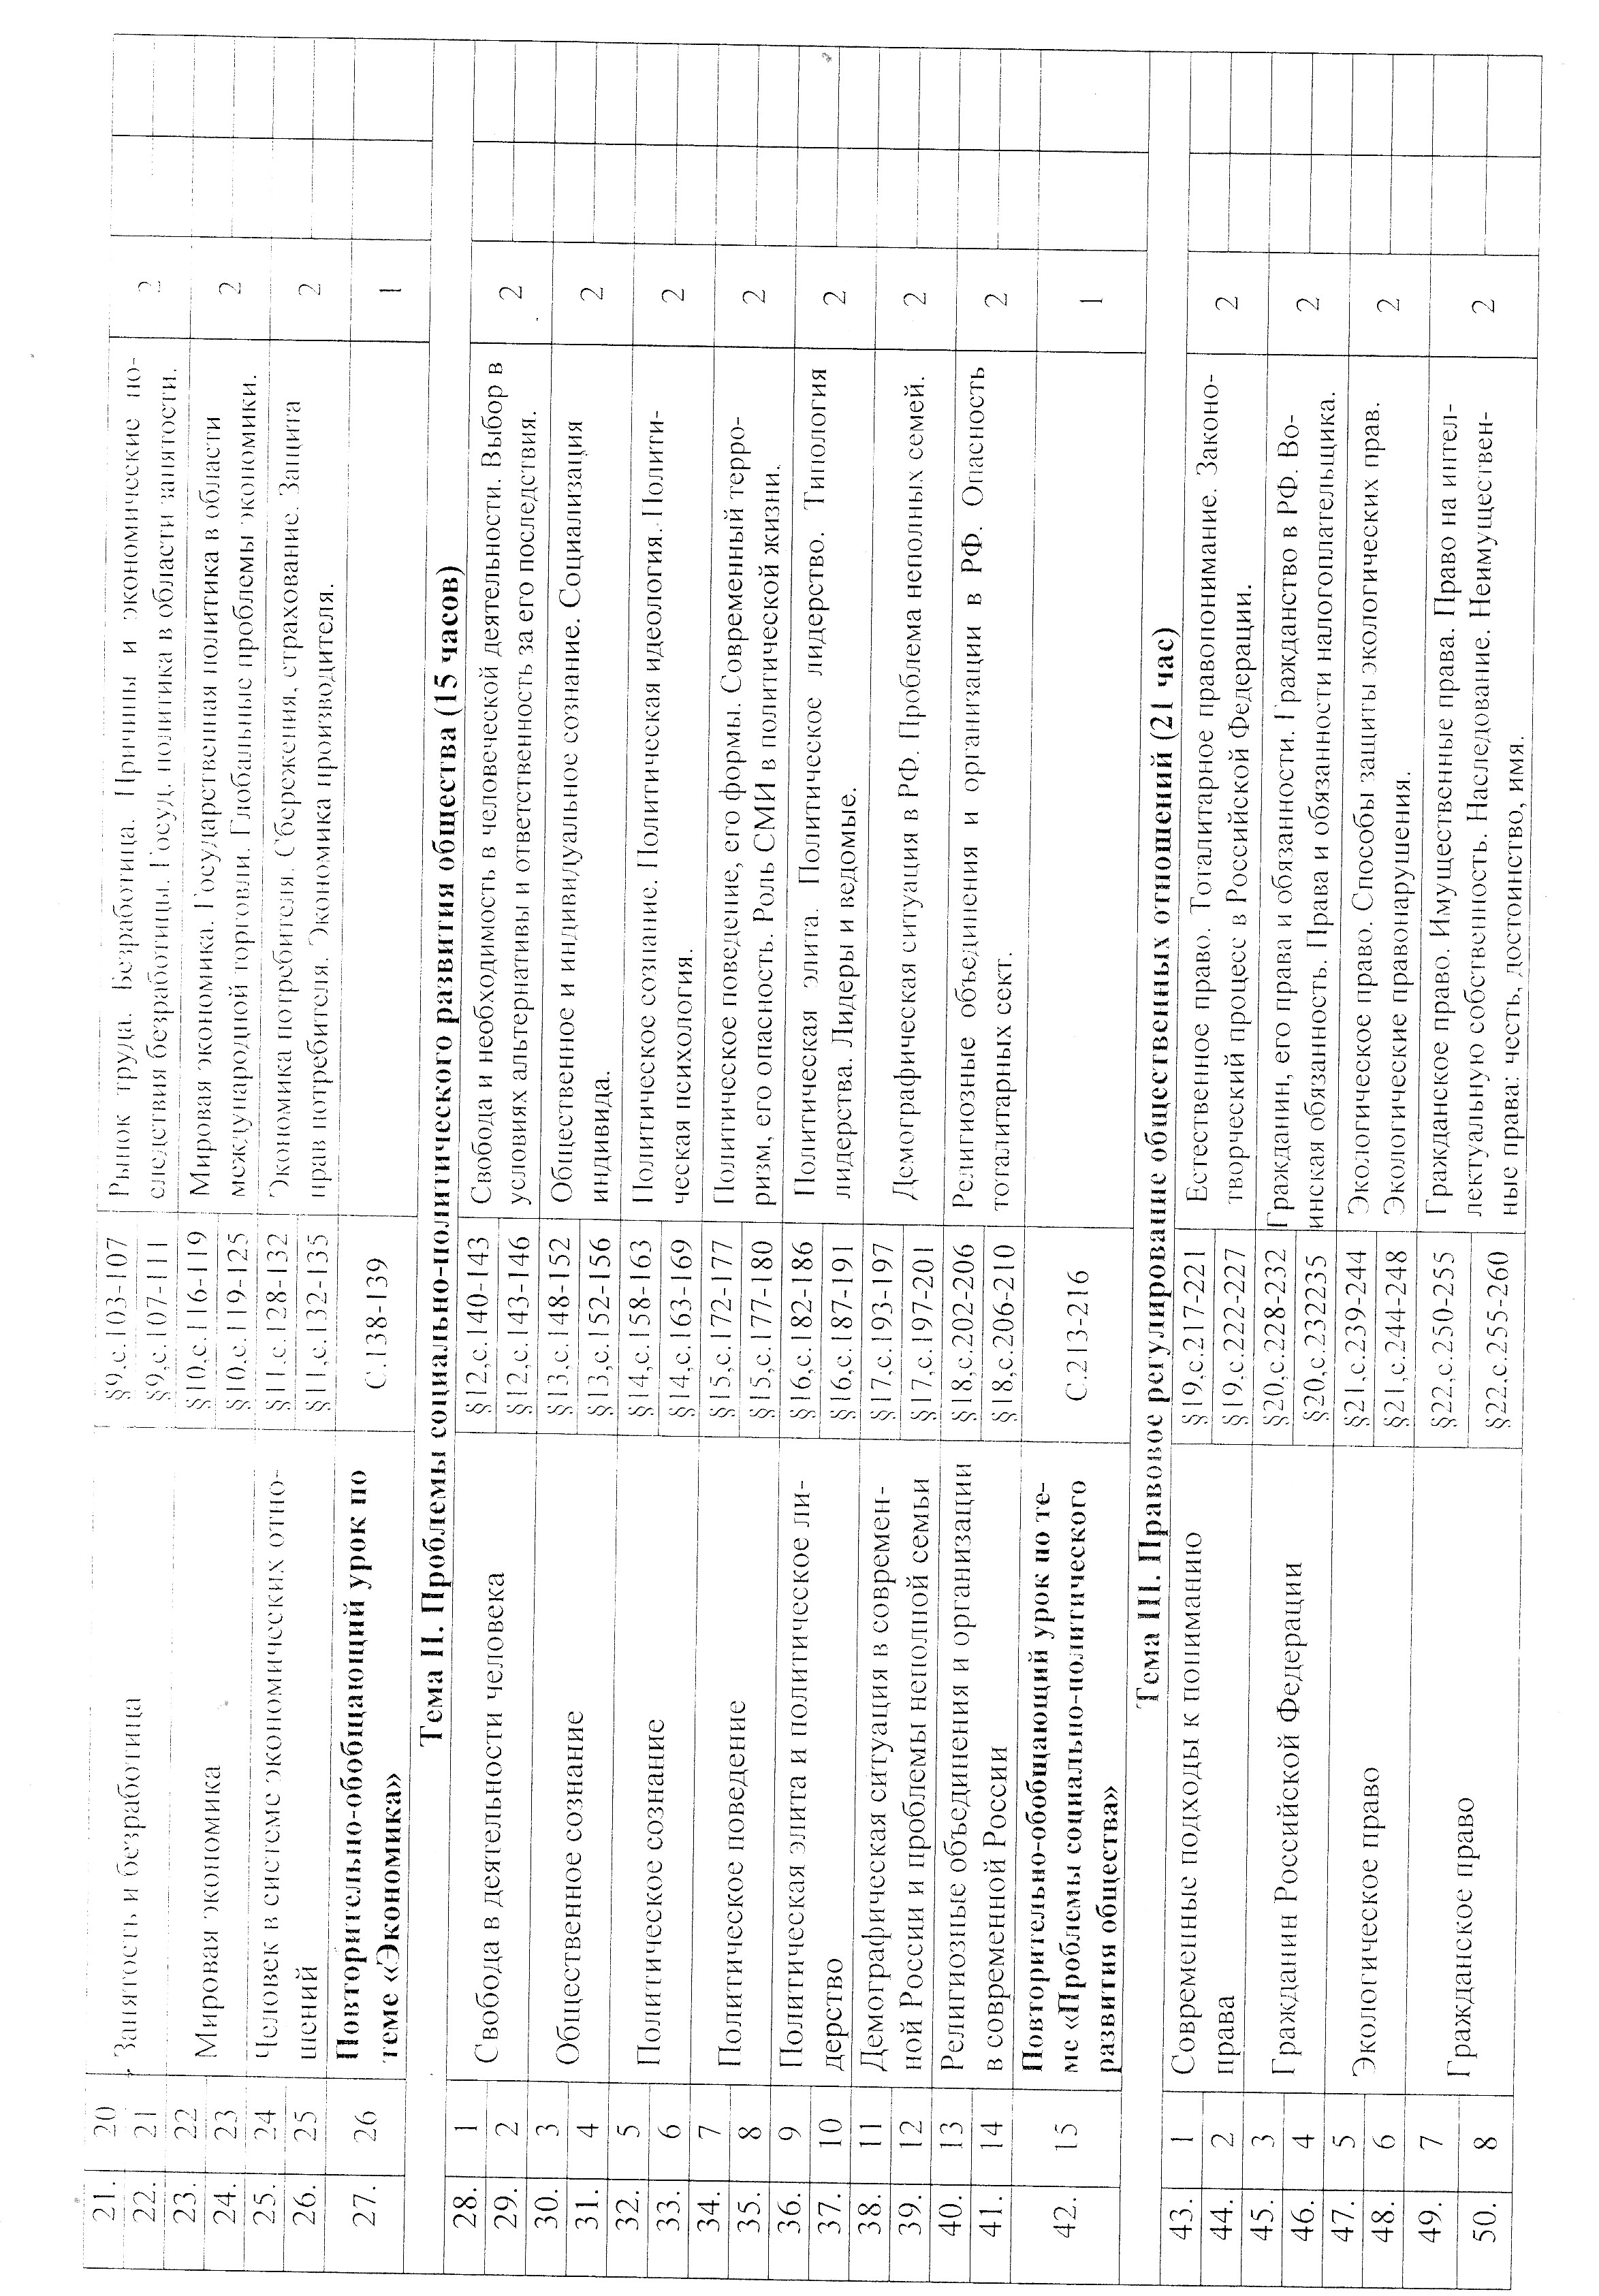 21. 20 Занятость и безработица §9,с.103-107 Рынок труда. Безработица. Причины и экономические по- 2
22. 21 §9,с.107-111 следствия безработицы. Госуд. политика в области занятости.
23. 22 Мировая экономика §10,с.116-119 Мировая экономика. Государственная политика в области 2
24. 23 §10,с.119-125 международной торговли. Глобальные проблемы экономики.
25. 24 Человек в системе экономических отно- §11,с.128-132 Экономика потребителя. Сбережения, страхование. Защита 2
26. 25 шений §11,с.132-135 прав потребителя. Экономика производителя.
27. 26 Повторительно-обобщающий урок по С.138-139 1
теме «Экономика»
Тема II. Проблемы социально-политического развития общества (15 часов)
28. 1 Свобода в деятельности человека §12,с.140-143 Свобода и необходимость в человеческой деятельности. Выбор в 2
29. 2 §12,с.143-146 условиях альтернативы и ответственность за его последствия.
30. 3 Общественное сознание §13,с.148-152 Общественное и индивидуальное сознание. Социализация 2
31. 4 §13,с.152-156 индивида.
32. 5 Политическое сознание §14,с.158-163 Политическое сознание. Политическая идеология. Полити- 2
33. 6 §14,с.163-169 ческая психология.
34. 7 Политическое поведение §15,с.172-177 Политическое поведение, его формы. Современный терро- 2
35. 8 §15,с.177-180 ризм, его опасность. Роль СМИ в политической жизни.
36. 9 Политическая элита и политическое ли- §16,с.182-186 Политическая элита. Политическое лидерство. Типология 2
37. 10 дерство §16,с.187-191 лидерства. Лидеры и ведомые.
38. 11 Демографическая ситуация в современ- §17,с.193-197 Демографическая ситуация в РФ. Проблема неполных семей. 2
39. 12 ной России и проблемы неполной семьи §17,с.197-201
40. 13 Религиозные объединения и организации §18,с.202-206 Религиозные объединения и организации в РФ. Опасность 2
41. 14 в современной России §18,с.206-210 тоталитарных сект.
42. 15 Повторительно-обобщающий урок по те- С.213-216 1
ме «Проблемы социально-политического
развития общества»
Тема III. Правовое регулирование общественных отношений (21 час)
43. 1 Современные подходы к пониманию §19,с.217-221 Естественное право. Тоталитарное правопонимание. Законо- 2
44. 2 права §19,с.222-227 творческий процесс в Российской Федерации.
45. 3 Гражданин Российской Федерации §20,с.228-232 Гражданин, его права и обязанности. Гражданство в РФ. Во- 2
46. 4 §20,с.232235 инская обязанность. Права и обязанности налогоплательщика.
47. 5 Экологическое право §21,с.239-244 Экологическое право. Способы защиты экологических прав. 2
48. 6 §21,с.244-248 Экологические правонарушения.
49. 7 Гражданское право §22,с.250-255 Гражданское право. Имущественные права. Право на интел- 2
50. 8 §22,с.255-260 лектуальную собственность. Наследование. Неимуществен-
ные права: честь, достоинство, имя.